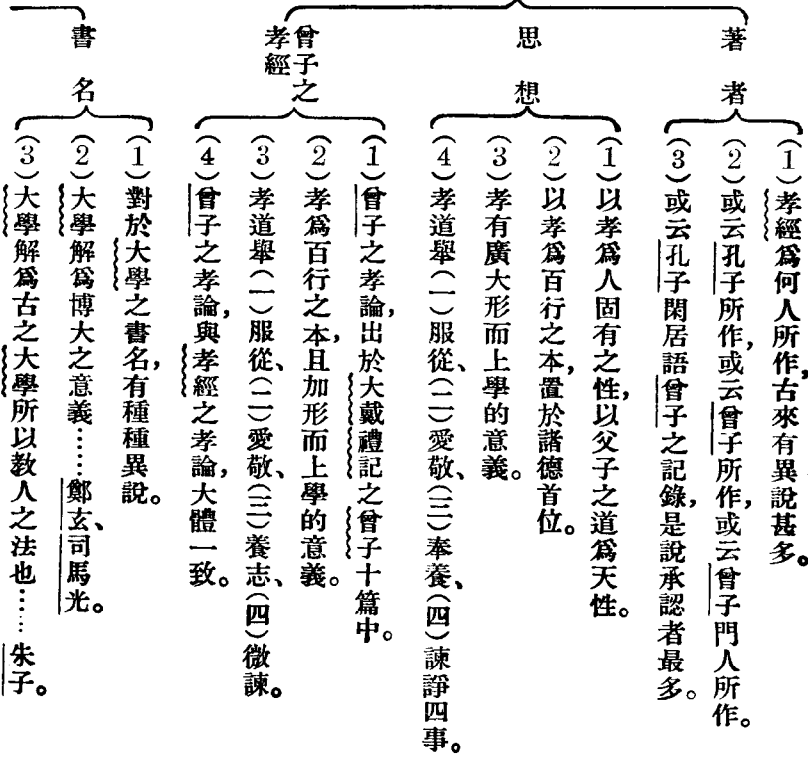 著者
(1)孝經為何人所作,古來有異說甚多。
(2)或云孔子所作,或云曾子所作,或云曾子門人所作。
(3)或云孔子閑居語曾子之記錄,是說承認者最多。
思想
(1)以孝為人固有之性,以父子之道為天性。
(2)以孝為百行之本,置於諸德首位。
(3)孝有廣大形而上學的意義。
(4)孝道舉(一)服從、(二)愛敬、(三)奉養、(四)諫諍四事。
曾子之
孝經
(1)曾子之孝論,出於大戴禮記之曾子十篇中。
(2)孝為百行之本,且加形而上學的意義。
(3)孝道舉(一)服從、(二)愛敬、(三)養志、(四)微諫。
(4)曾子之孝論,與孝經之孝論,大體一致。
書名
(1)對於大學之書名,有種種異說。
(2)大學解為博大之意義……鄭玄、司馬光。
(3)大學解為古之大學所以教人之法也……朱子。